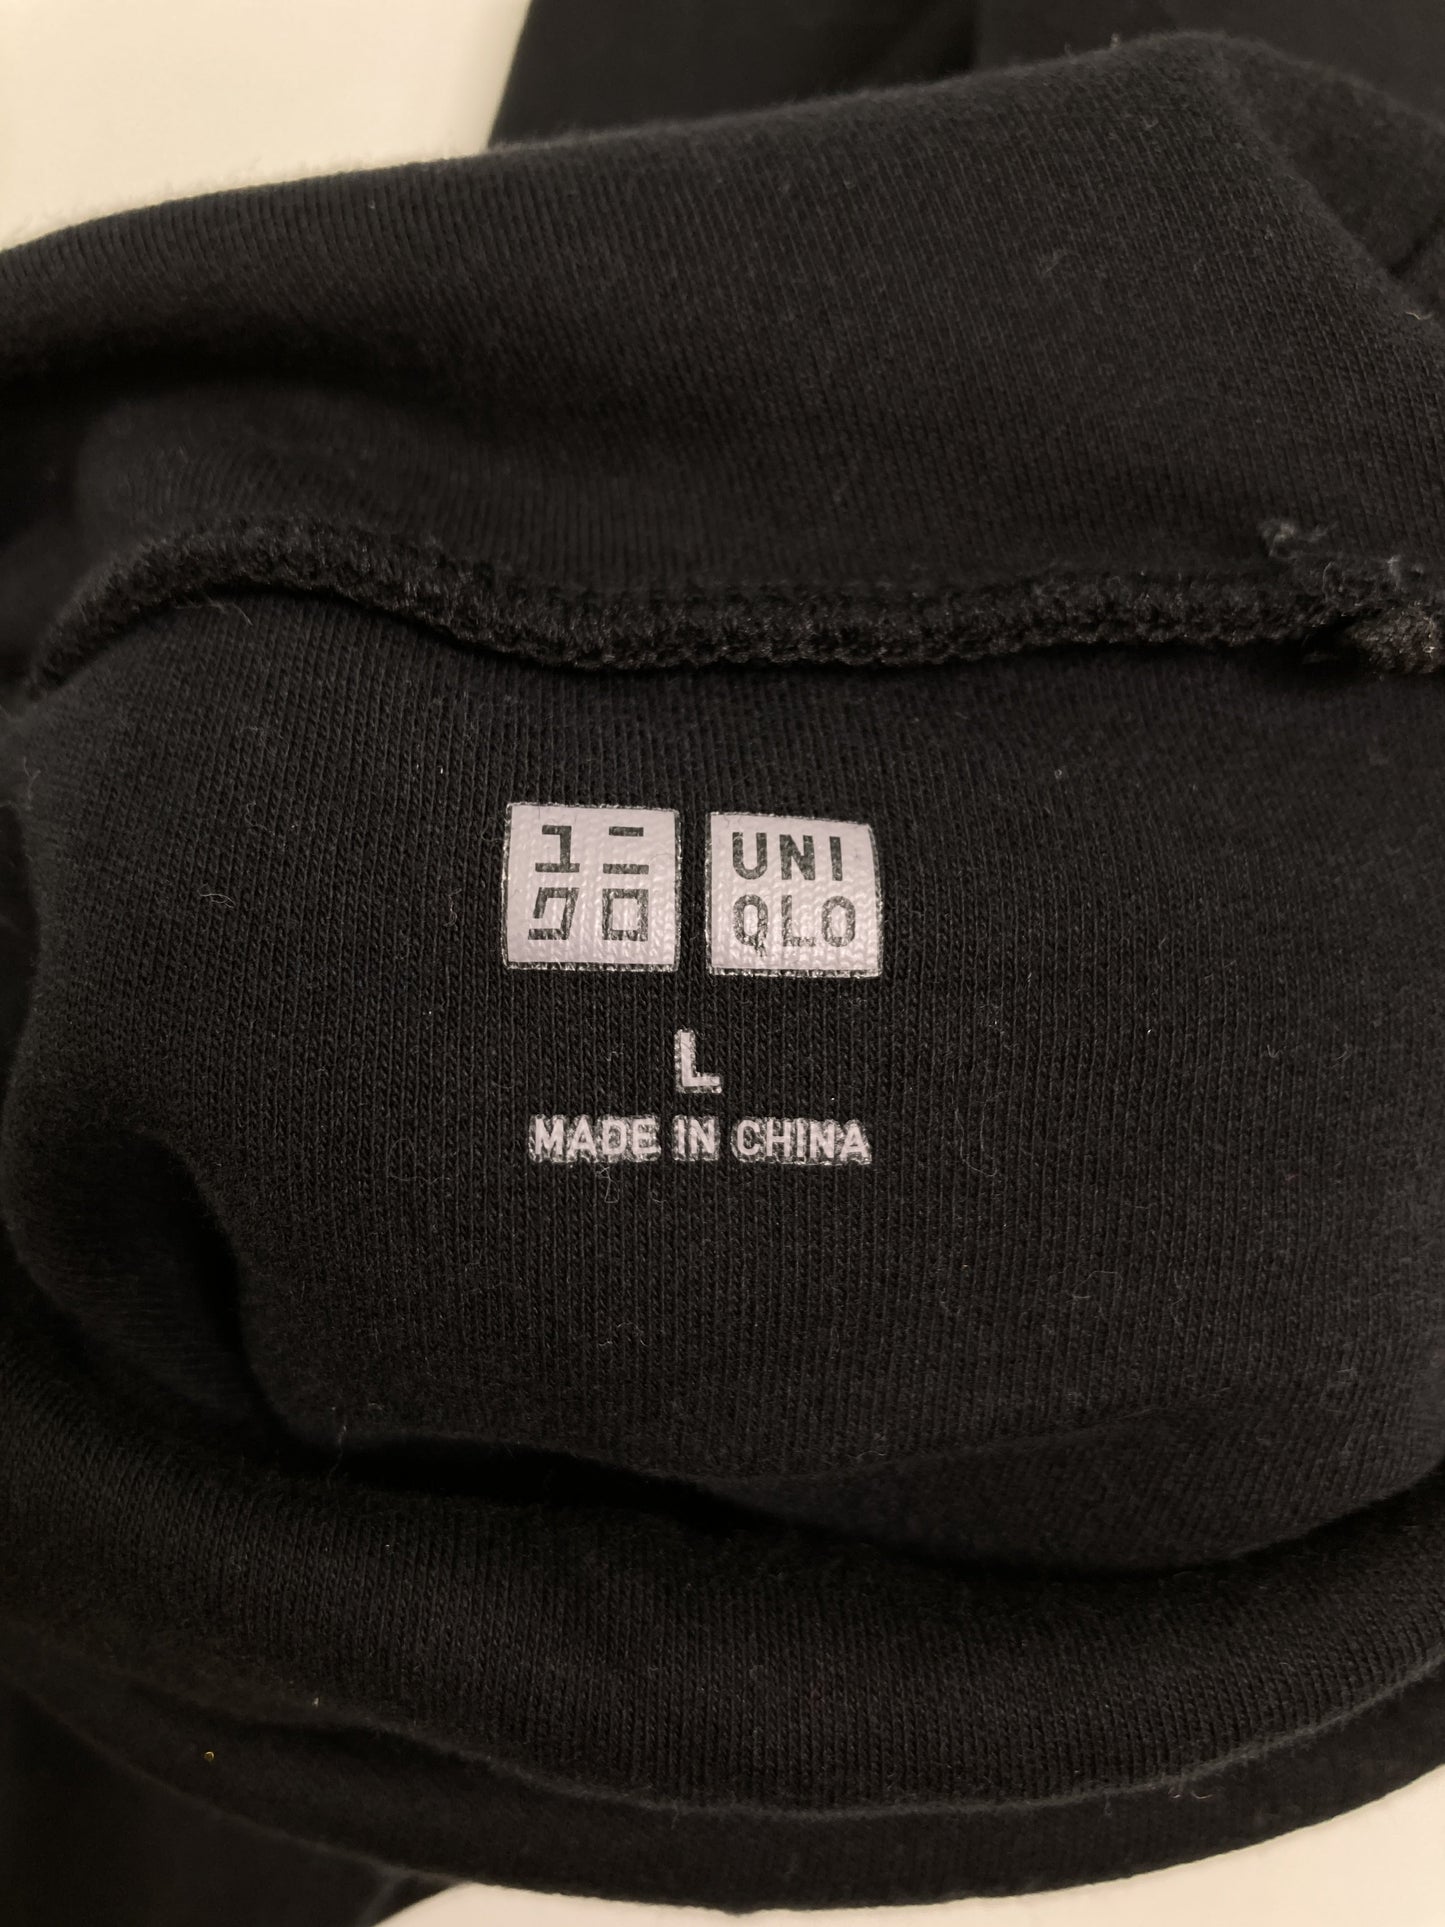 ユニ
クロ
UNI
QLO
L
MADE IN CHINA